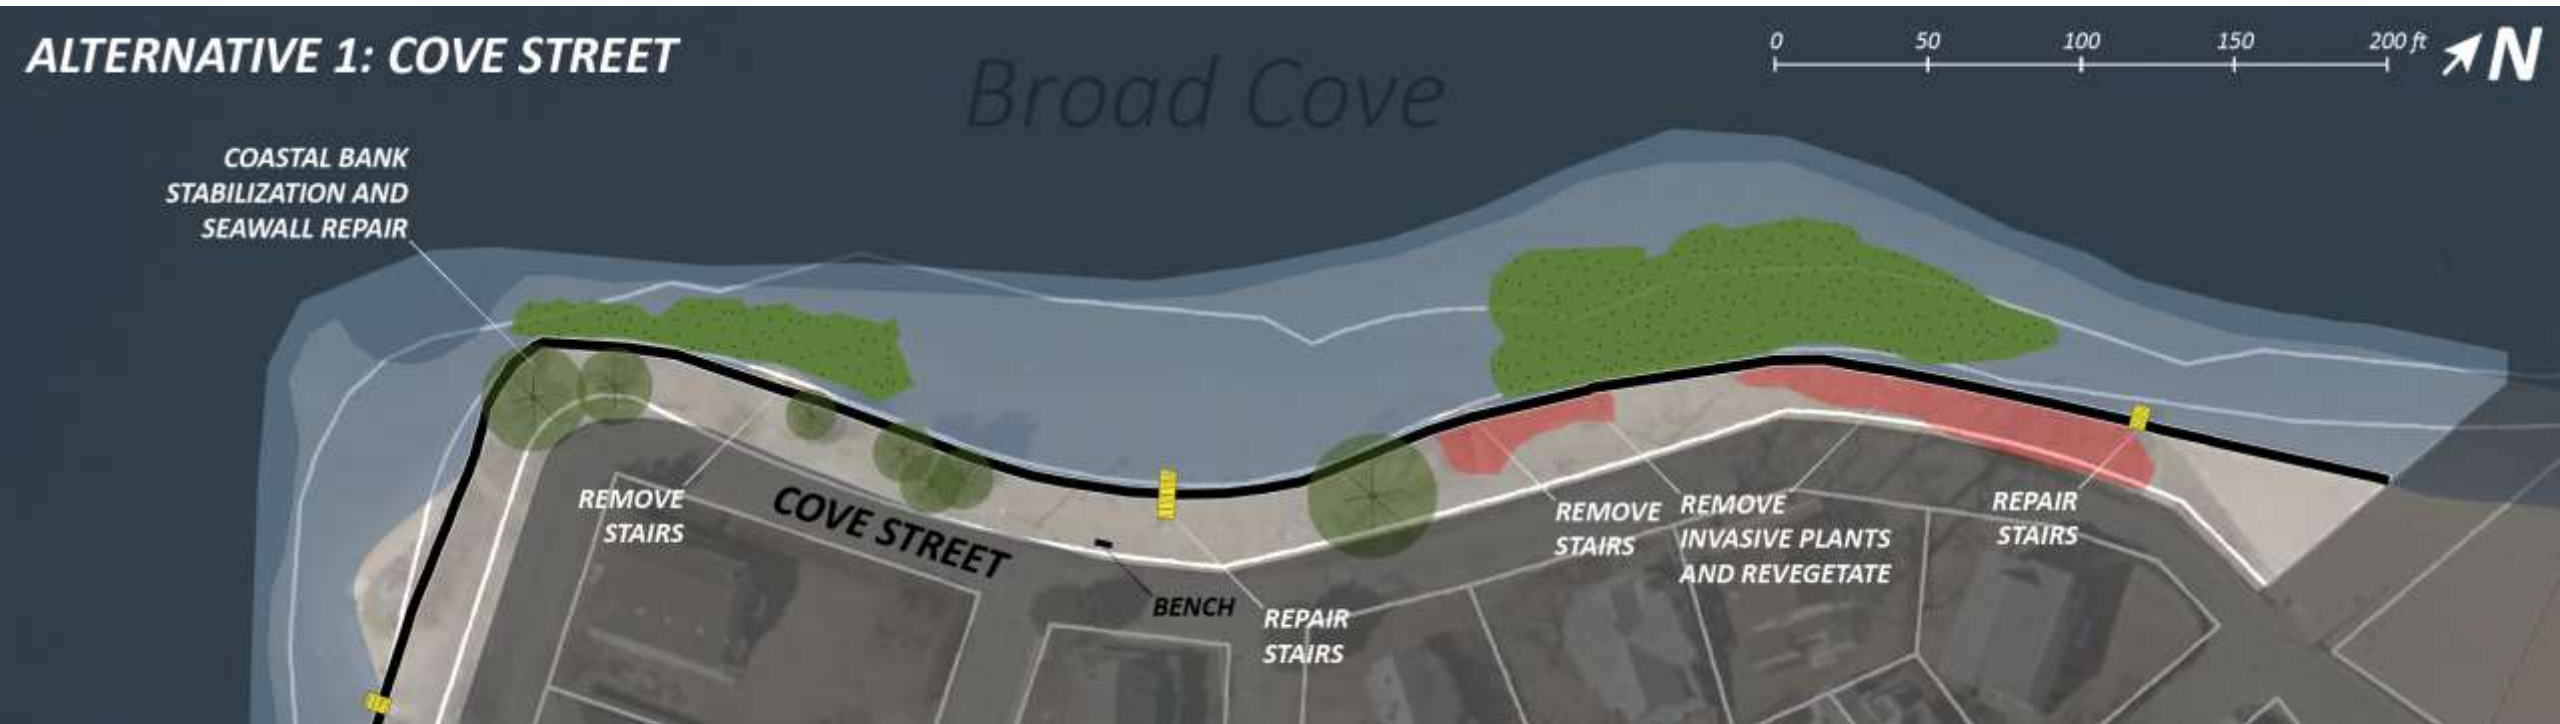 ALTERNATIVE 1: COVE STREET
Broad Cove
0 50 100 150 200 ft
N
COASTAL BANK
STABILIZATION AND
SEAWALL REPAIR
REMOVE
STAIRS
COVE STREET
BENCH
REPAIR
STAIRS
REMOVE
STAIRS
REMOVE
INVASIVE PLANTS
AND REVEGETATE
REPAIR
STAIRS